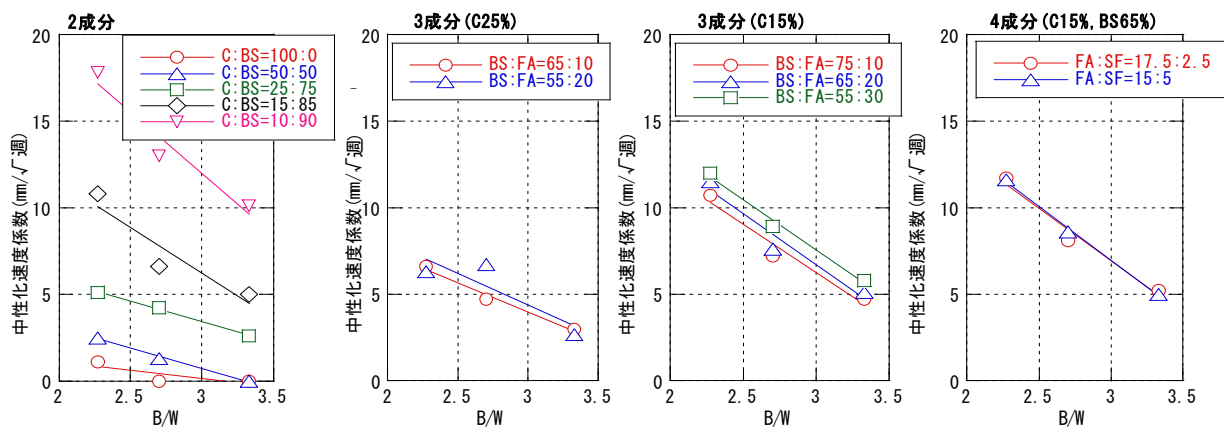 2成分
20
15
10
5
0
中性化速度係数(㎜/√週)
C:BS=100:0
C:BS=50:50
C:BS=25:75
C:BS=15:85
C:BS=10:90
2
2.5
3
3.5
B/W
3成分(C25%)
20
15
10
5
0
中性化速度係数(㎜/√週)
BS:FA=65:10
BS:FA=55:20
2
2.5
3
3.5
B/W
3成分(C15%)
20
15
10
5
0
中性化速度係数(㎜/√週)
BS:FA=75:10
BS:FA=65:20
BS:FA=55:30
2
2.5
3
3.5
B/W
4成分(C15%,BS65%)
20
15
10
5
0
中性化速度係数(㎜/√週)
FA:SF=17.5:2.5
FA:SF=15:5
2
2.5
3
3.5
B/W